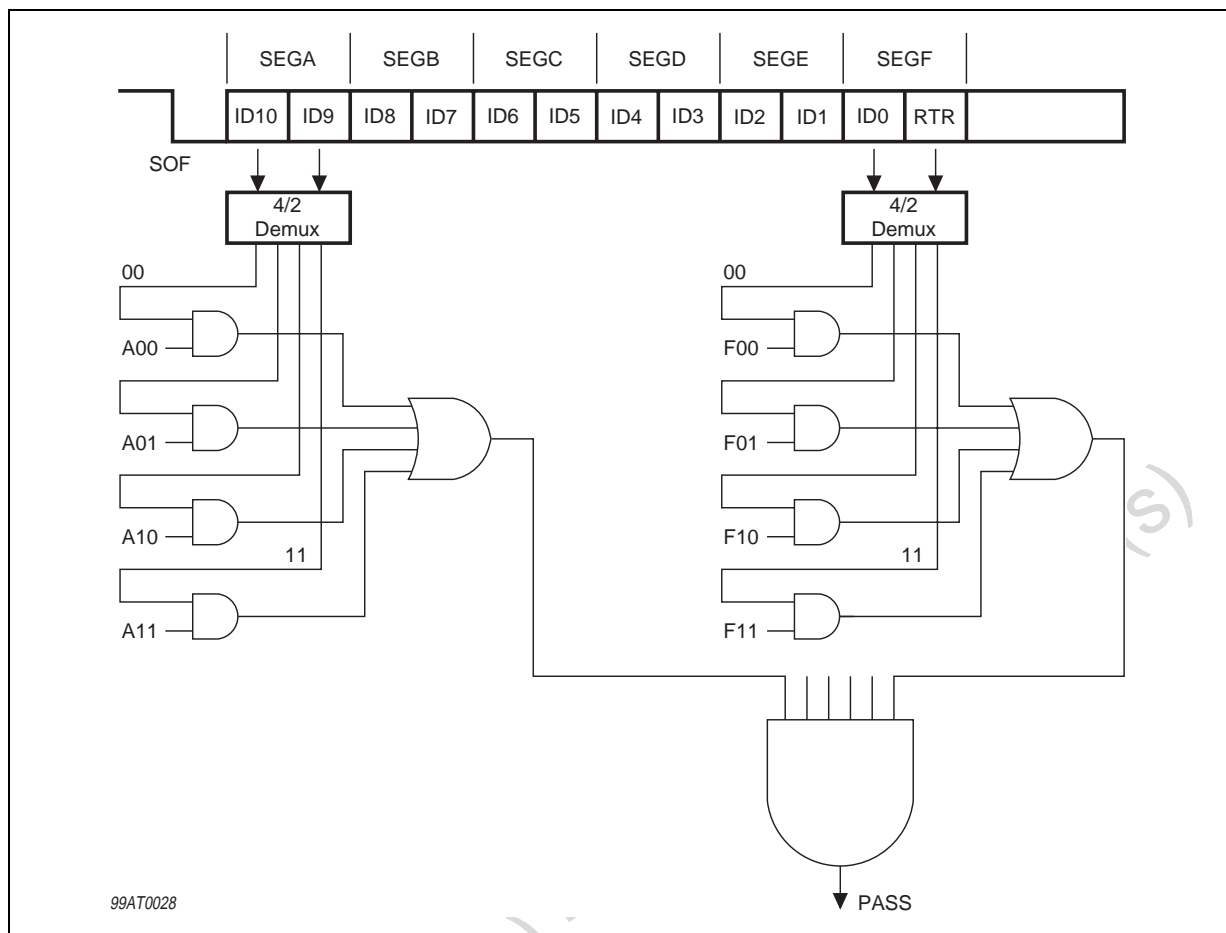 SEGA SEGB SEGC SEGD SEGE SEGF
ID10 ID9 ID8 ID7 ID6 ID5 ID4 ID3 ID2 ID1 ID0 RTR
SOF
4/2
Demux
4/2
Demux
00
00
A00
F00
A01
F01
A10
F10
11
11
A11
F11
99AT0028
PASS